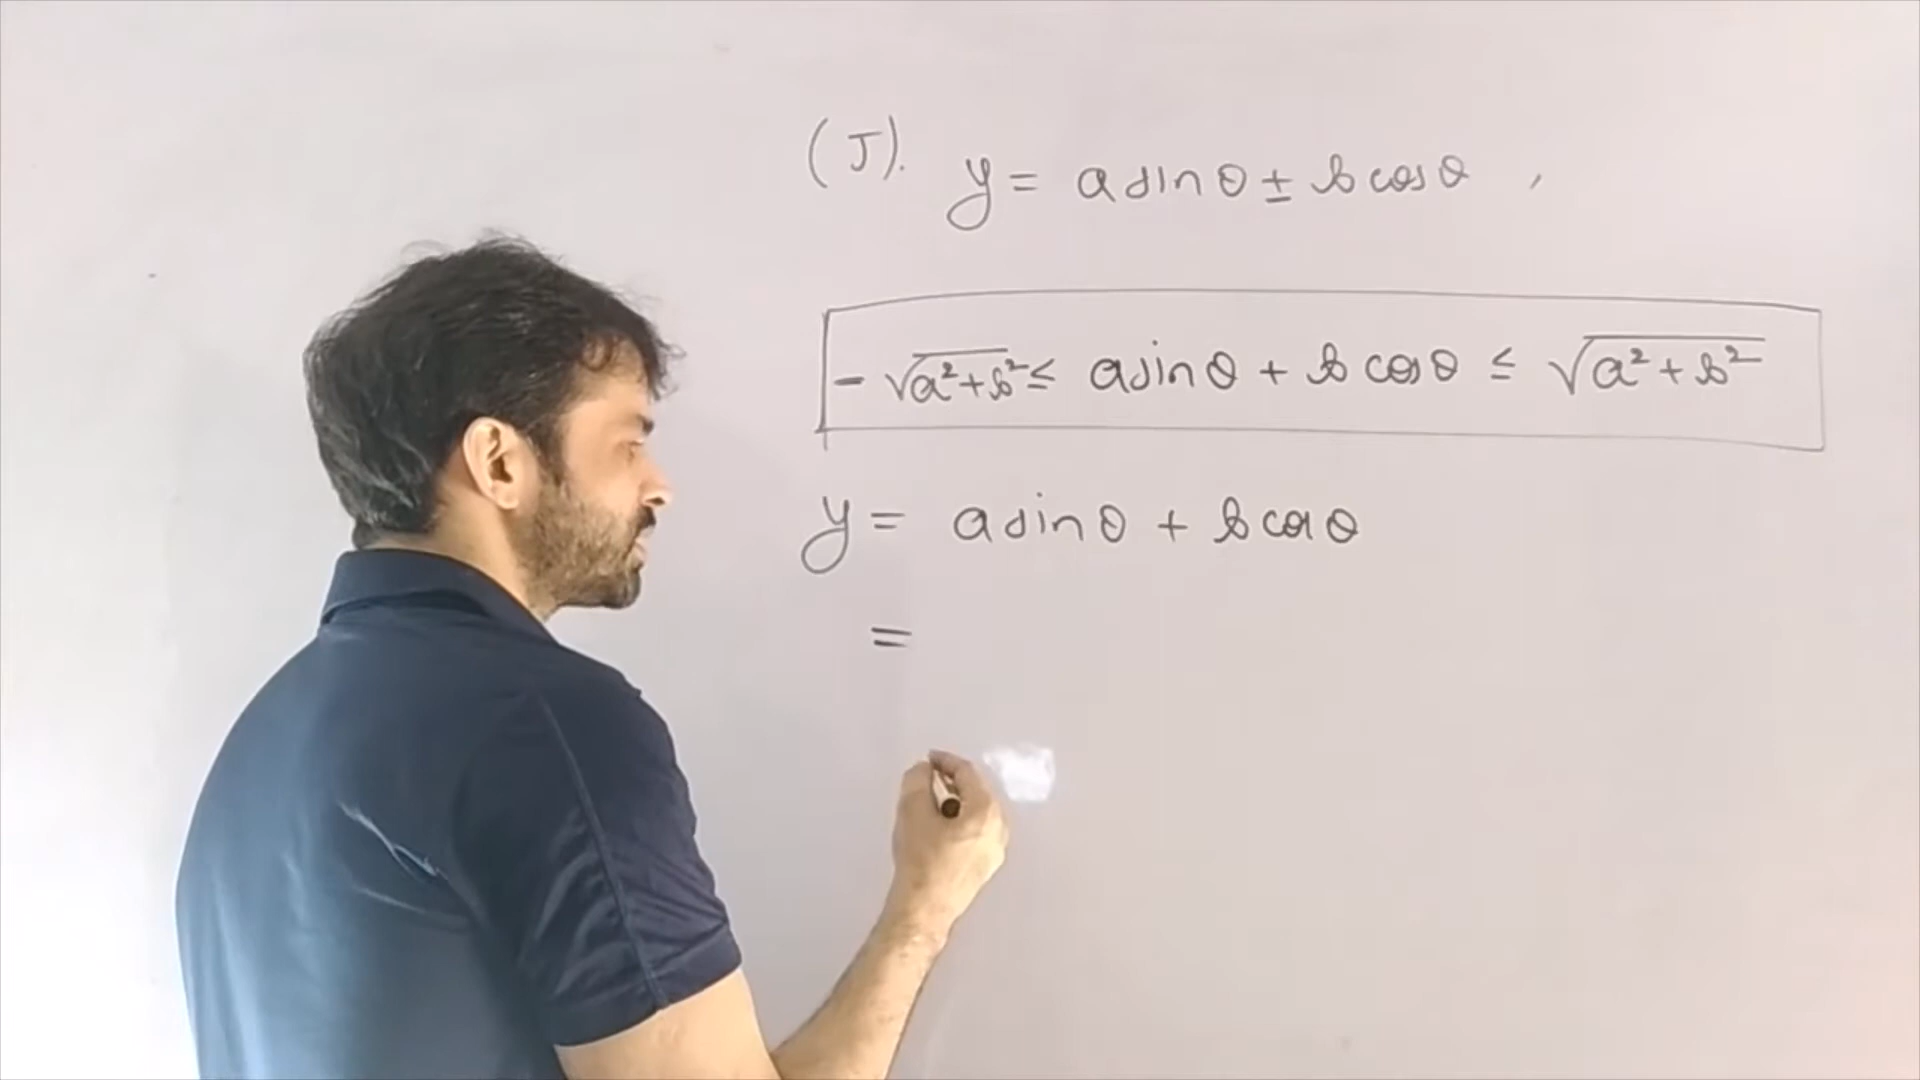 (J). y = a sin θ ± b cos θ ,
- √a²+b² ≤ a sin θ + b cos θ ≤ √a²+b²
y = a sin θ + b cos θ
=